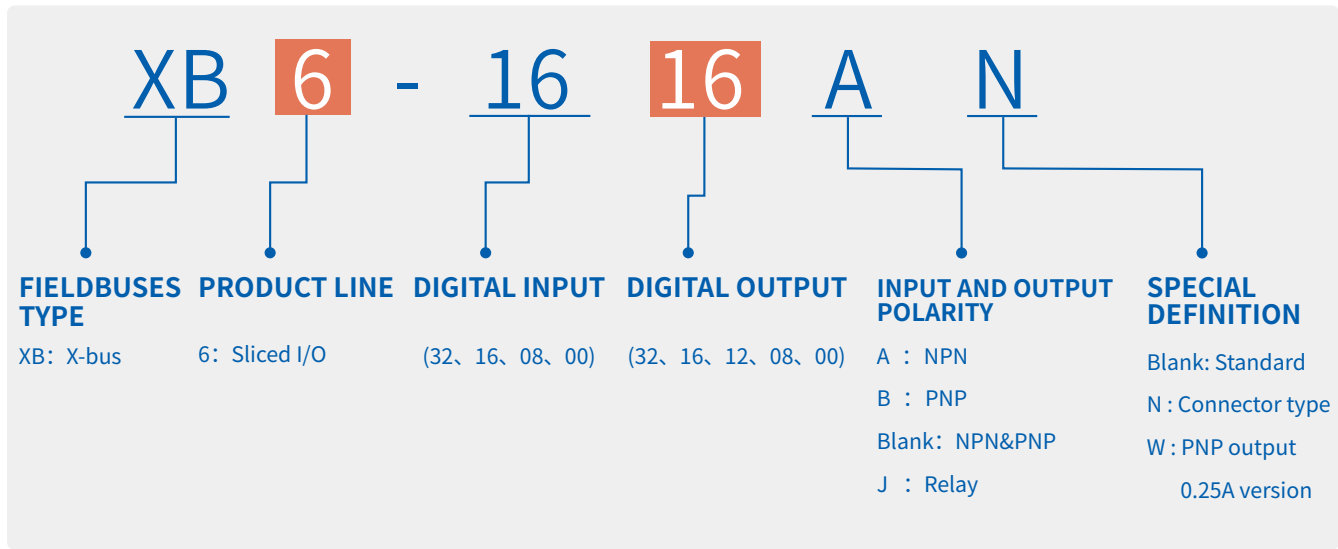 XB 6 - 16 16 A N
FIELDBUSES
TYPE
XB：X-bus
PRODUCT LINE
6：Sliced I/O
DIGITAL INPUT
(32、16、08、00)
DIGITAL OUTPUT
(32、16、12、08、00)
INPUT AND OUTPUT
POLARITY
A ：NPN
B ：PNP
Blank：NPN&PNP
J ：Relay
SPECIAL
DEFINITION
Blank: Standard
N : Connector type
W : PNP output
0.25A version